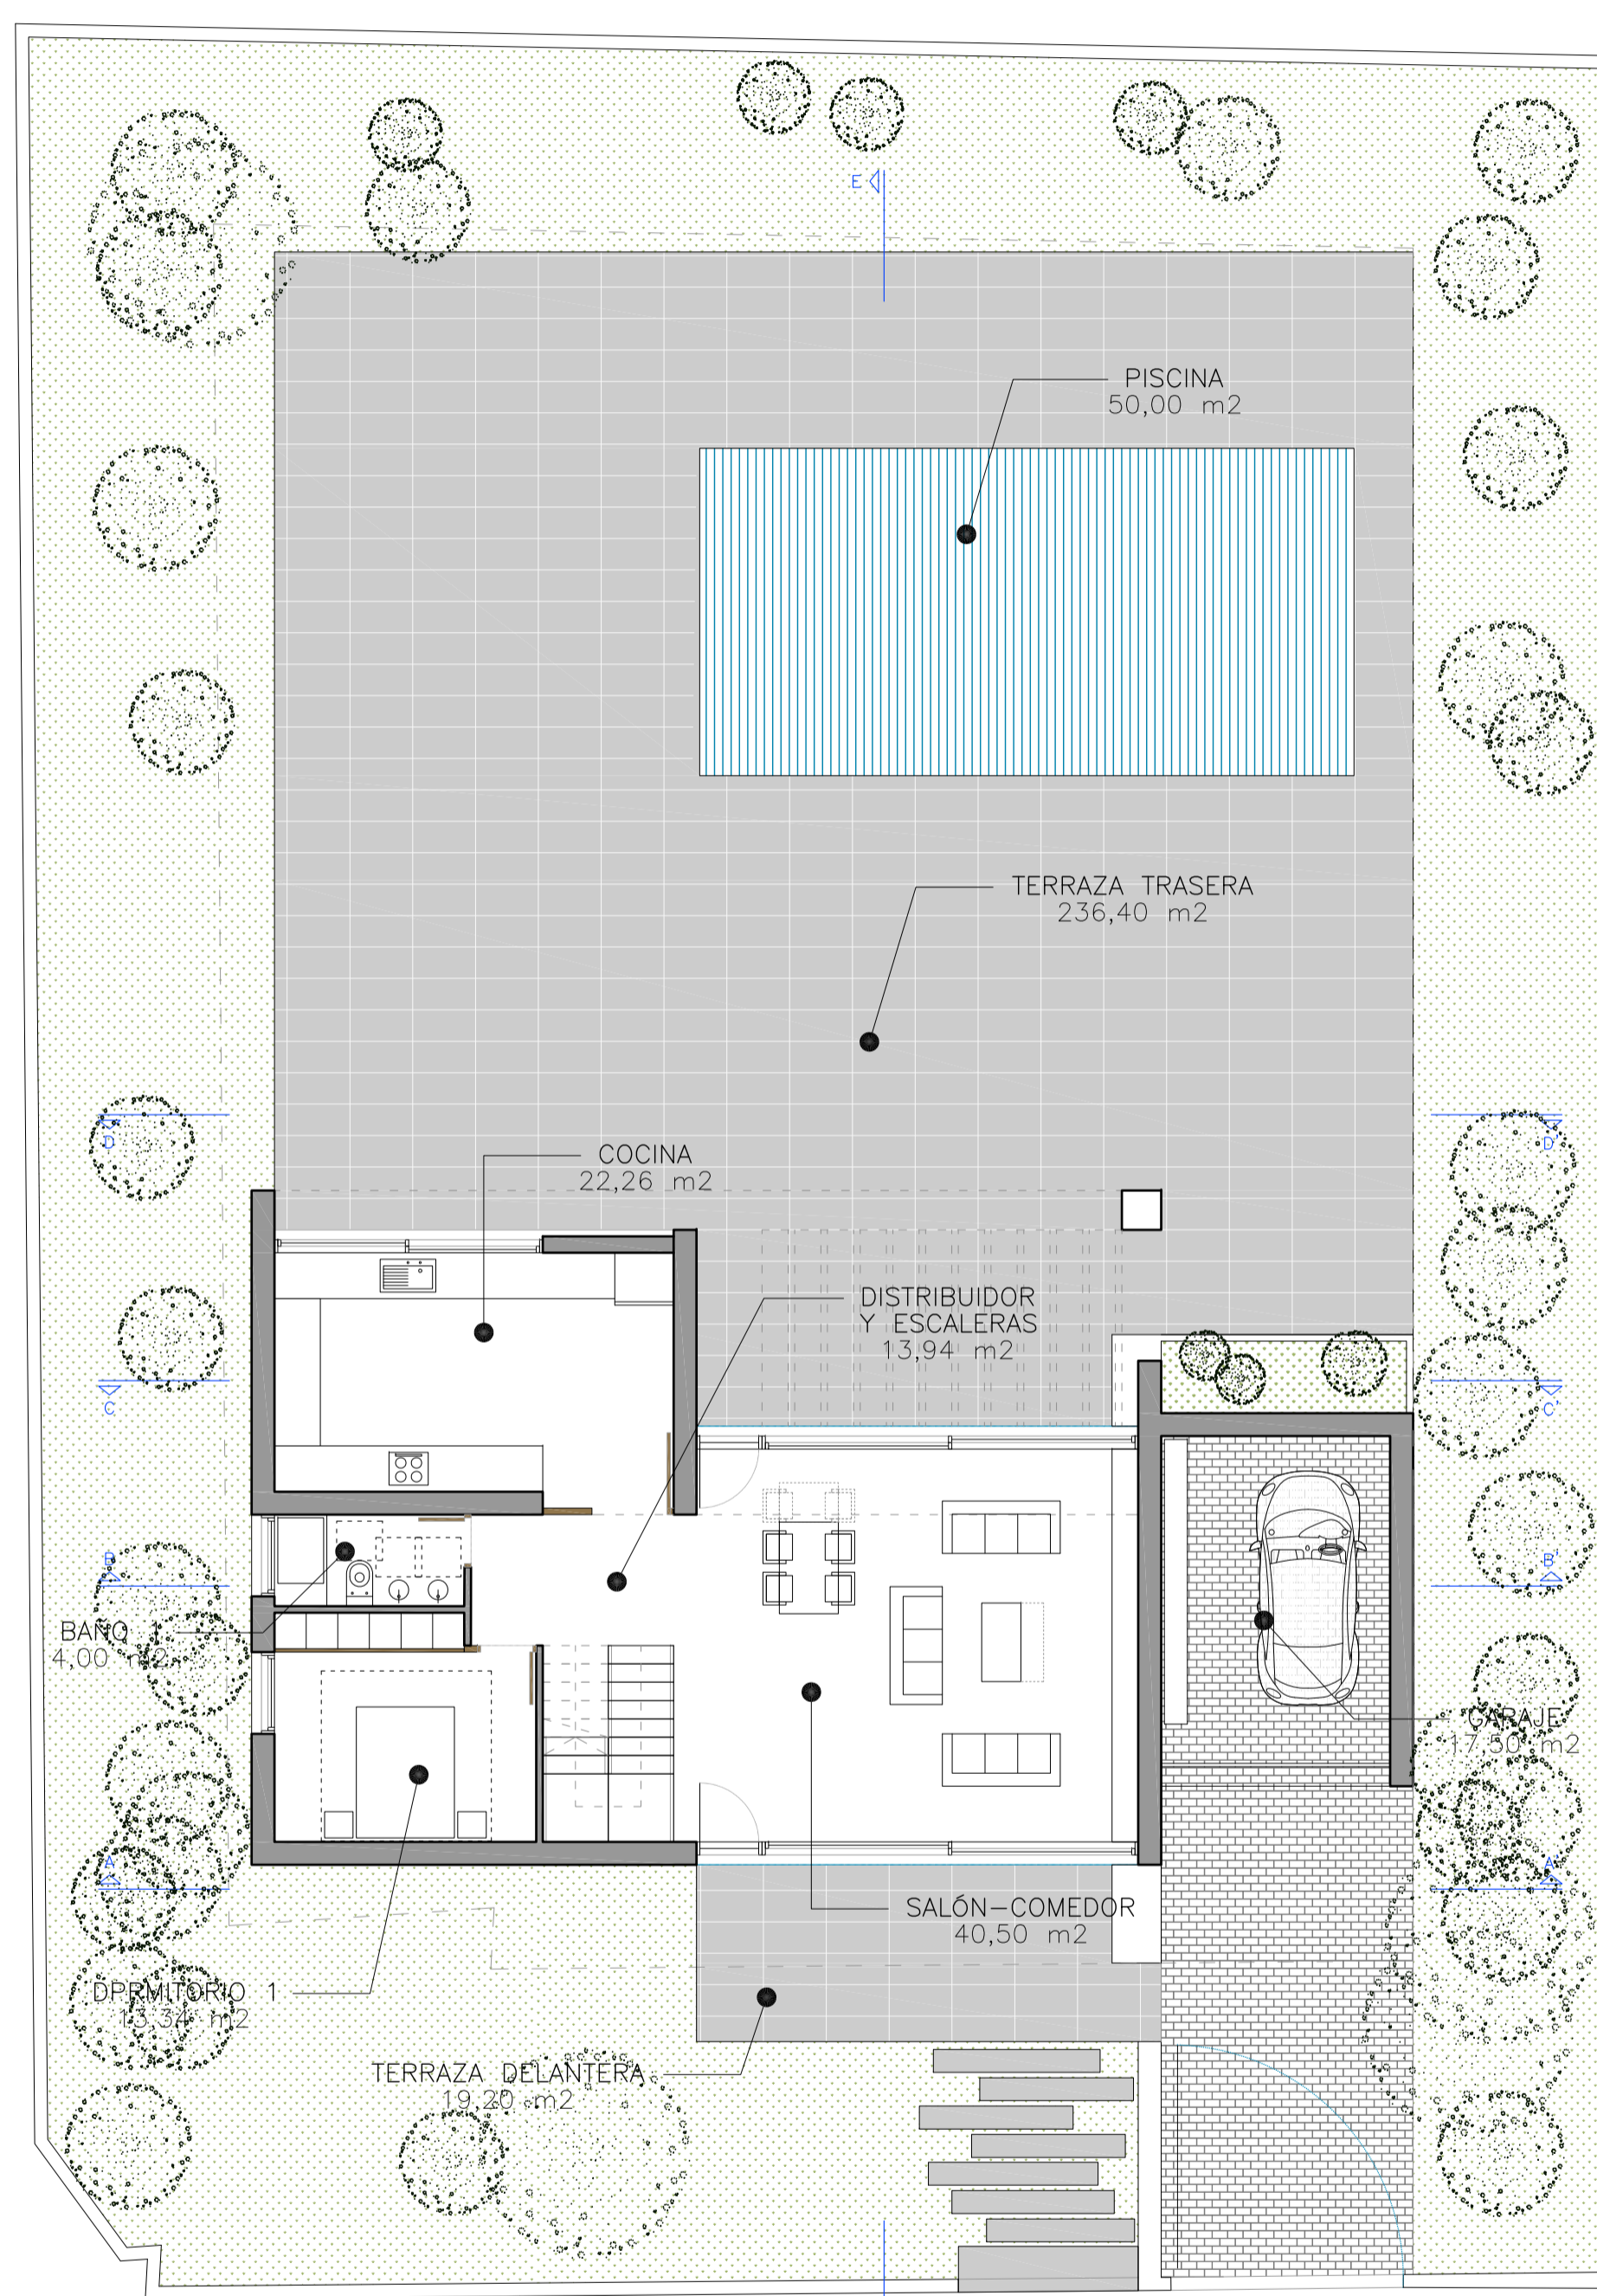 E
PISCINA
50,00 m2
TERRAZA TRASERA
236,40 m2
D
D'
COCINA
22,26 m2
DISTRIBUIDOR
Y ESCALERAS
13,94 m2
C
C'
B
B'
BAÑO 1
4,00 m2
GARAJE
17,50 m2
A
A'
SALÓN-COMEDOR
40,50 m2
DPRMITORIO 1
13,34 m2
TERRAZA DELANTERA
19,20 m2